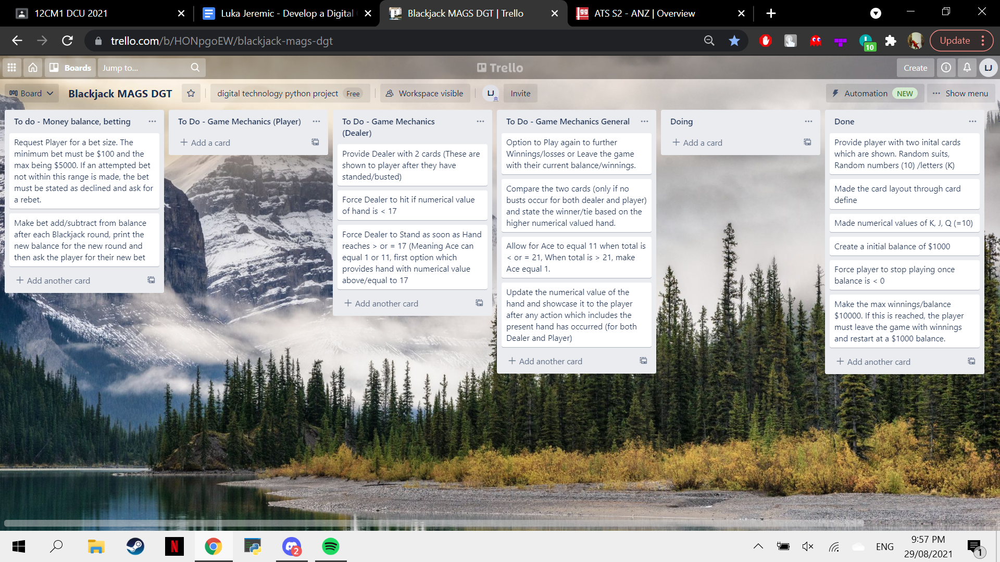 12CM1 DCU 2021
Luka Jeremic - Develop a Digital
Blackjack MAGS DGT | Trello
ATS S2 - ANZ | Overview
trello.com/b/HONpgoEW/blackjack-mags-dgt
10
Update
Boards
Jump to...
Trello
Create
LJ
Board
Blackjack MAGS DGT
digital technology python project Free
Workspace visible
LJ
Invite
Automation NEW
Show menu
To do - Money balance, betting
Request Player for a bet size. The
minimum bet must be $100 and the
max being $5000. If an attempted bet
not within this range is made, the bet
must be stated as declined and ask for
a rebet.
Make bet add/subtract from balance
after each Blackjack round, print the
new balance for the new round and
then ask the player for their new bet
Add another card
To Do - Game Mechanics (Player)
Add a card
To Do - Game Mechanics
(Dealer)
Provide Dealer with 2 cards (These are
shown to player after they have
standed/busted)
Force Dealer to hit if numerical value
of hand is < 17
Force Dealer to Stand as soon as Hand
reaches > or = 17 (Meaning Ace can
equal 1 or 11, first option which
provides hand with numerical value
above/equal to 17
Add another card
To Do - Game Mechanics General
Option to Play again to further
Winnings/losses or Leave the game
with their current balance/winnings.
Compare the two cards (only if no
busts occur for both dealer and player)
and state the winner/tie based on the
higher numerical valued hand.
Allow for Ace to equal 11 when total is
< or = 21, When total is > 21, make
Ace equal 1.
Update the numerical value of the
hand and showcase it to the player
after any action which includes the
present hand has occurred (for both
Dealer and Player)
Add another card
Doing
Add a card
Done
Provide player with two inital cards
which are shown. Random suits,
Random numbers (10) /letters (K)
Made the card layout through card
define
Made numerical values of K, J, Q (=10)
Create a initial balance of $1000
Force player to stop playing once
balance is < 0
Make the max winnings/balance
$10000. If this is reached, the player
must leave the game with winnings
and restart at a $1000 balance.
Add another card
N
2
ENG
9:57 PM
29/08/2021
1